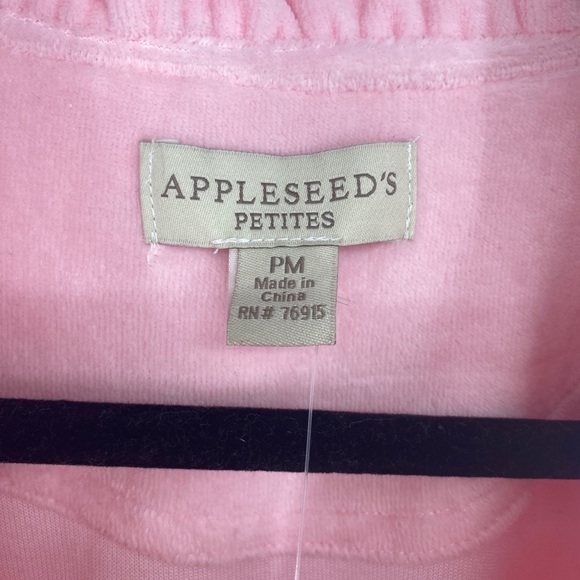 APPLESEED'S
PETITES
PM
Made in
China
RN# 76915